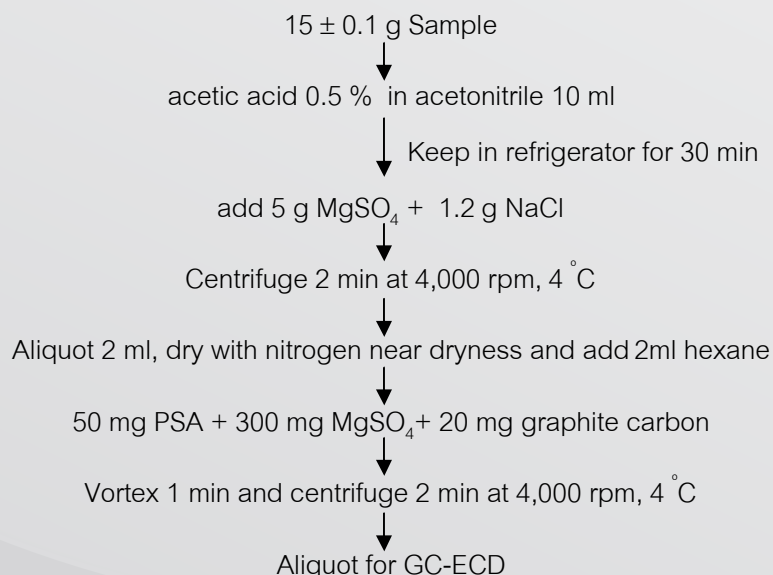 15 ± 0.1 g Sample
acetic acid 0.5 % in acetonitrile 10 ml
Keep in refrigerator for 30 min
add 5 g MgSO₄ + 1.2 g NaCl
Centrifuge 2 min at 4,000 rpm, 4 °C
Aliquot 2 ml, dry with nitrogen near dryness and add 2ml hexane
50 mg PSA + 300 mg MgSO₄+ 20 mg graphite carbon
Vortex 1 min and centrifuge 2 min at 4,000 rpm, 4 °C
Aliquot for GC-ECD